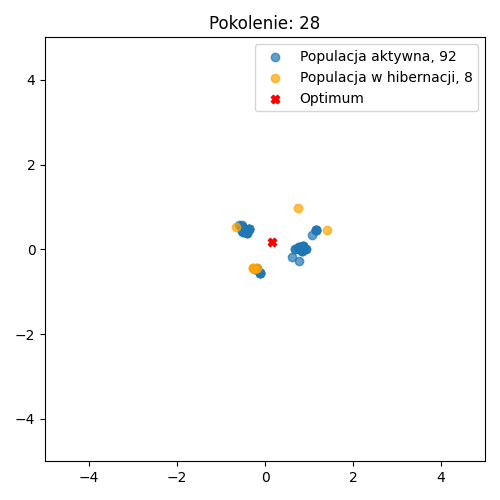 Pokolenie: 28
Populacja aktywna, 92
Populacja w hibernacji, 8
Optimum
4
2
0
−2
−4
−4
−2
0
2
4